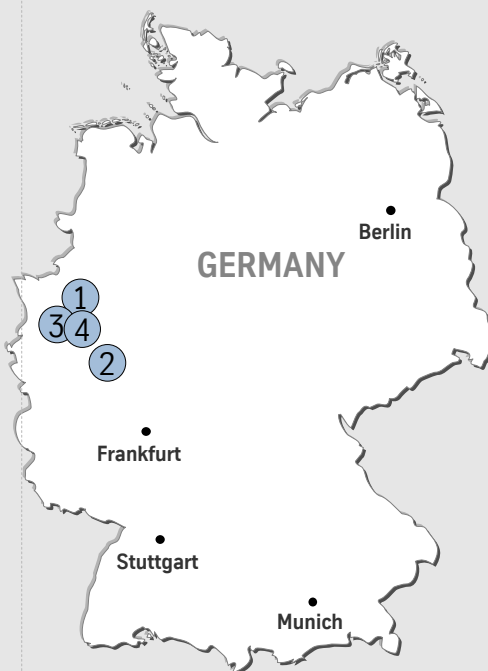 Berlin
GERMANY
1
3
4
2
Frankfurt
Stuttgart
Munich